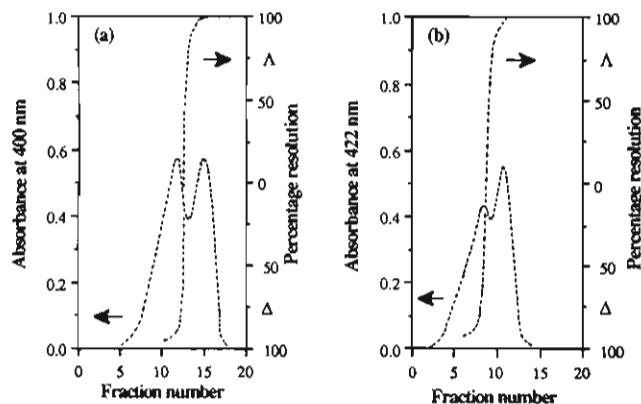 (a)
Absorbance at 400 nm
1.0
0.8
0.6
0.4
0.2
0.0
0 5 10 15 20
Fraction number
100
Λ
50
0
50
Δ
100
Percentage resolution
(b)
Absorbance at 422 nm
1.0
0.8
0.6
0.4
0.2
0.0
0 5 10 15 20
Fraction number
100
Λ
50
0
50
Δ
100
Percentage resolution